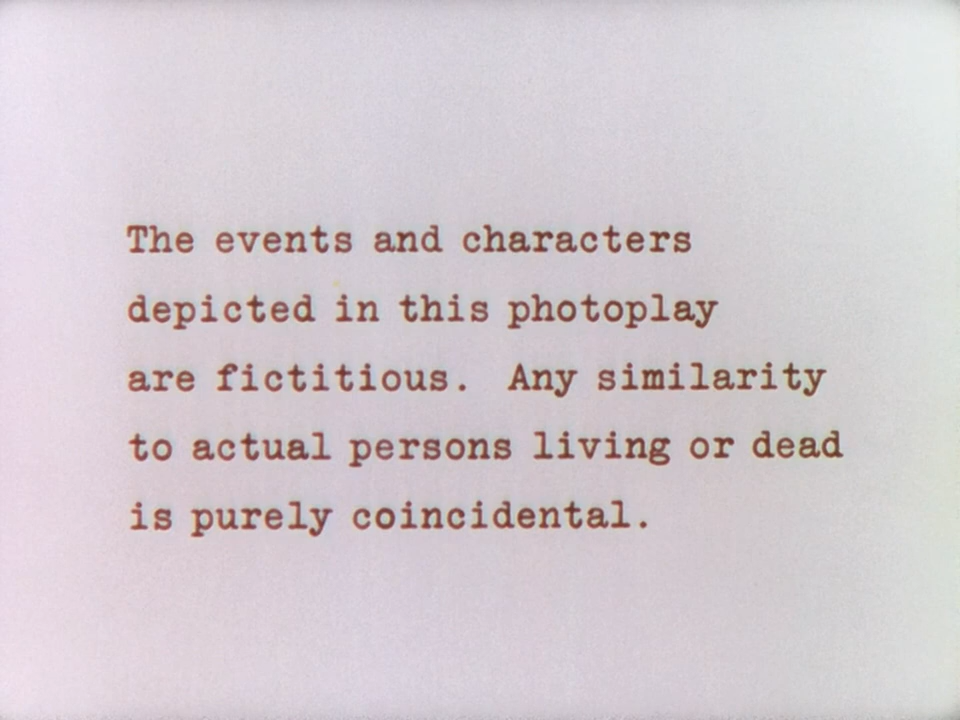 The events and characters
depicted in this photoplay
are fictitious.  Any similarity
to actual persons living or dead
is purely coincidental.